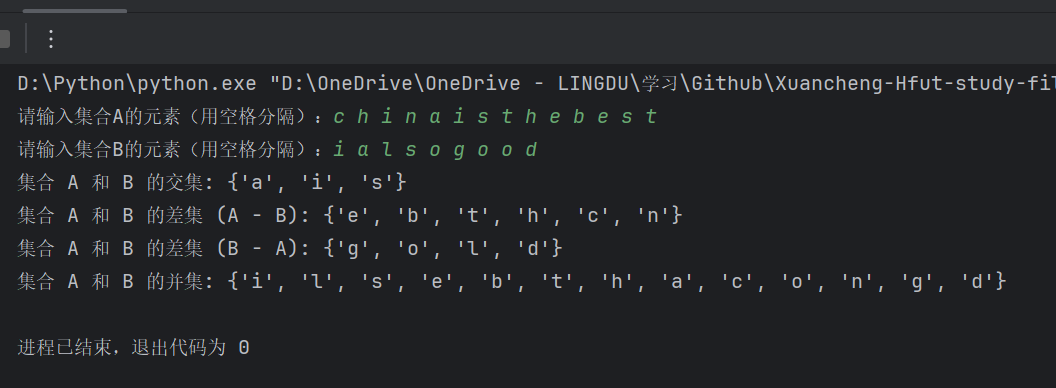 D:\Python\python.exe "D:\OneDrive\OneDrive - LINGDU\学习\Github\Xuancheng-Hfut-study-fi
请输入集合A的元素（用空格分隔）：c h i n a i s t h e b e s t
请输入集合B的元素（用空格分隔）：i a l s o g o o d
集合 A 和 B 的交集: {'a', 'i', 's'}
集合 A 和 B 的差集 (A - B): {'e', 'b', 't', 'h', 'c', 'n'}
集合 A 和 B 的差集 (B - A): {'g', 'o', 'l', 'd'}
集合 A 和 B 的并集: {'i', 'l', 's', 'e', 'b', 't', 'h', 'a', 'c', 'o', 'n', 'g', 'd'}
进程已结束，退出代码为 0